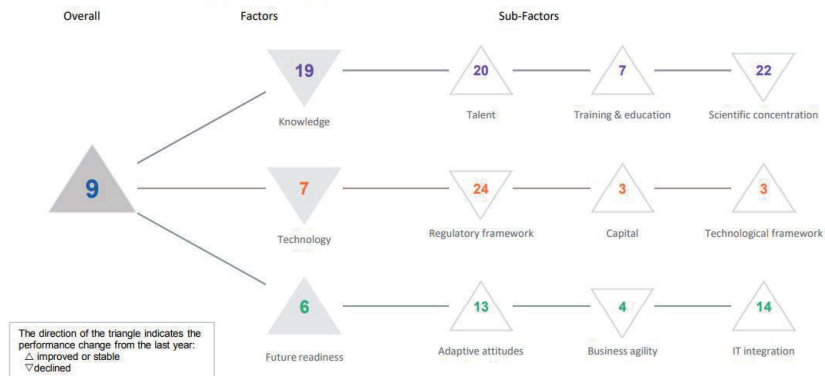 Overall
Factors
Sub-Factors
19
20
7
22
Knowledge
Talent
Training & education
Scientific concentration
9
7
24
3
3
Technology
Regulatory framework
Capital
Technological framework
6
13
4
14
Future readiness
Adaptive attitudes
Business agility
IT integration
The direction of the triangle indicates the
performance change from the last year:
△ improved or stable
▽declined